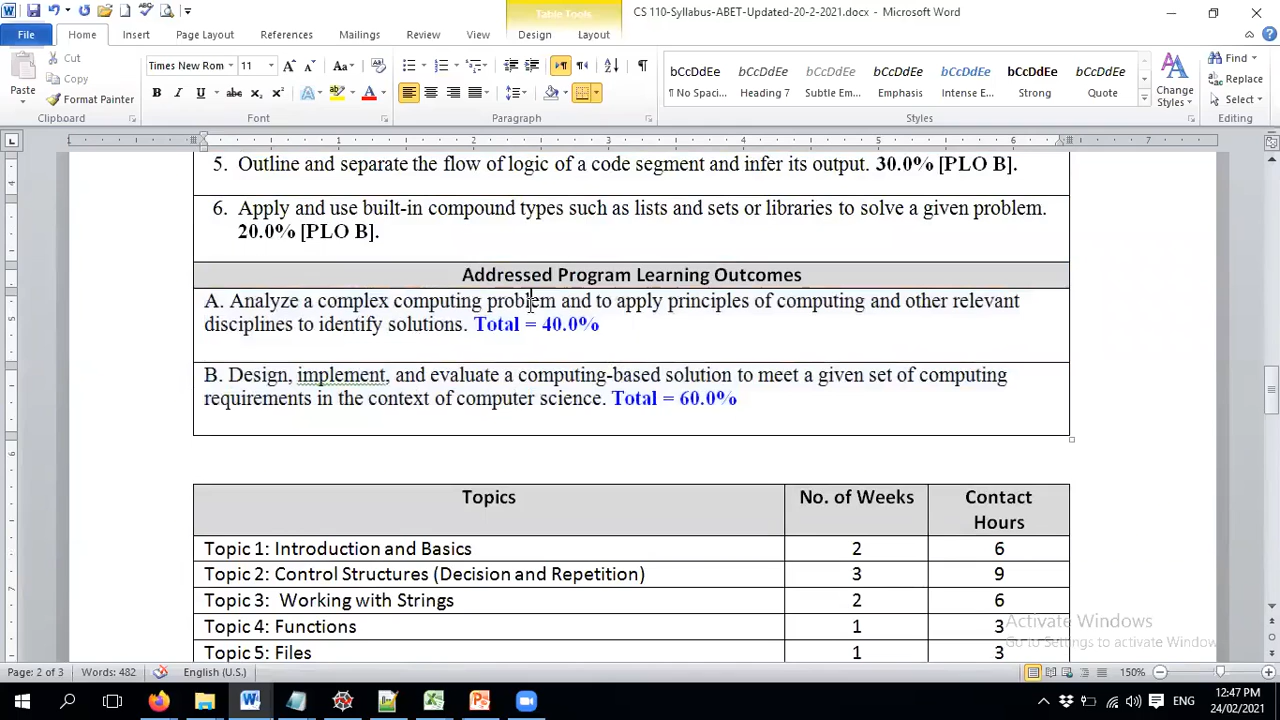 CS 110-Syllabus-ABET-Updated-20-2-2021.docx - Microsoft Word
Table Tools
File Home Insert Page Layout References Mailings Review View Design Layout
Paste
Cut
Copy
Format Painter
Clipboard
Times New Rom 11
Font
Paragraph
AaBbCcDdEe
¶ No Spaci...
Heading 7
Subtle Em...
Emphasis
Intense E...
Strong
Quote
Change Styles
Styles
Find
Replace
Select
Editing
5. Outline and separate the flow of logic of a code segment and infer its output. 30.0% [PLO B].
6. Apply and use built-in compound types such as lists and sets or libraries to solve a given problem.
20.0% [PLO B].
Addressed Program Learning Outcomes
A. Analyze a complex computing problem and to apply principles of computing and other relevant
disciplines to identify solutions. Total = 40.0%
B. Design, implement, and evaluate a computing-based solution to meet a given set of computing
requirements in the context of computer science. Total = 60.0%
Topics No. of Weeks Contact
Hours
Topic 1: Introduction and Basics 2 6
Topic 2: Control Structures (Decision and Repetition) 3 9
Topic 3: Working with Strings 2 6
Topic 4: Functions 1 3
Topic 5: Files 1 3
Activate Windows
Go to Settings to activate Windows.
Page: 2 of 3 Words: 482 English (U.S.) 150%
ENG
12:47 PM
24/02/2021